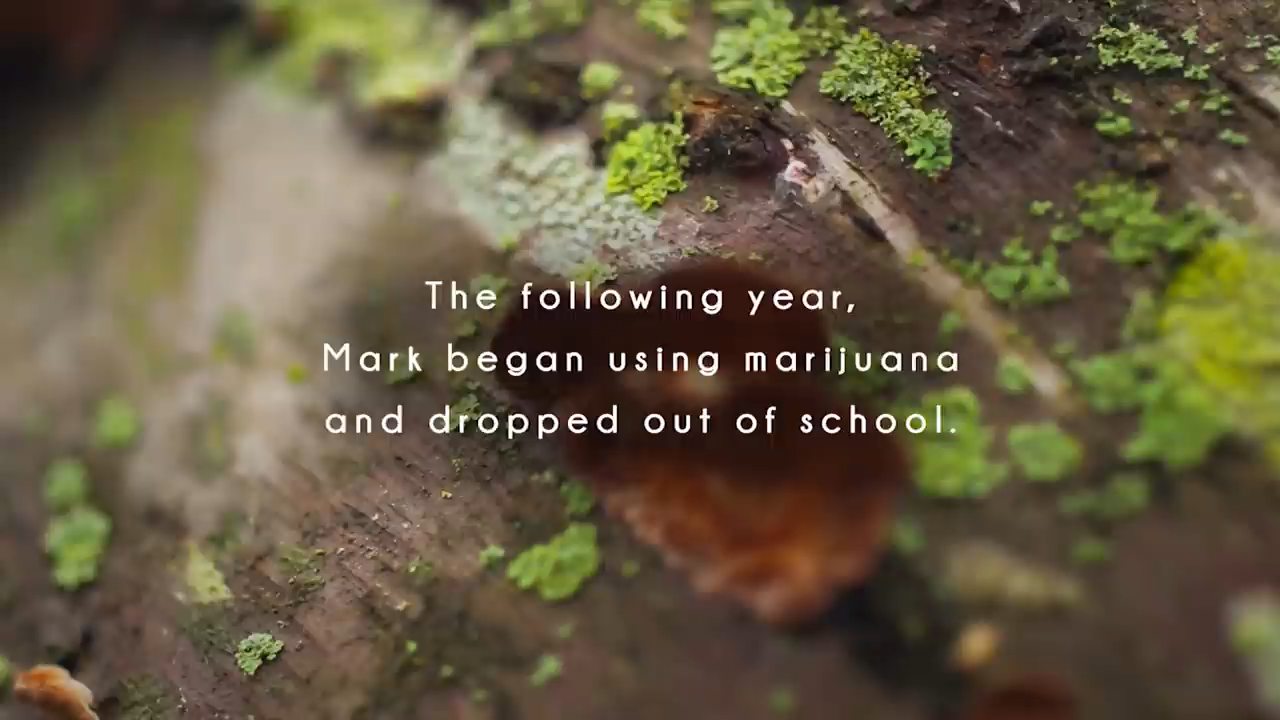 The following year,
Mark began using marijuana
and dropped out of school.